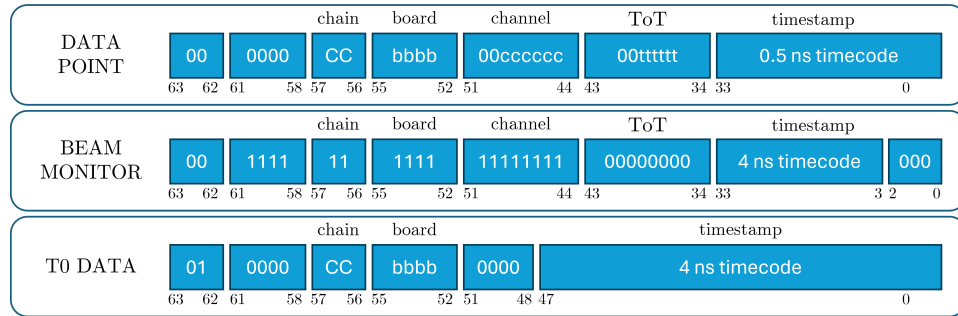 chain board channel ToT timestamp
DATA POINT 00 0000 CC bbbb 00cccccc 00tttttt 0.5 ns timecode
63 62 61 58 57 56 55 52 51 44 43 34 33 0
chain board channel ToT timestamp
BEAM MONITOR 00 1111 11 1111 11111111 00000000 4 ns timecode 000
63 62 61 58 57 56 55 52 51 44 43 34 33 3 2 0
chain board timestamp
T0 DATA 01 0000 CC bbbb 0000 4 ns timecode
63 62 61 58 57 56 55 52 51 48 47 0